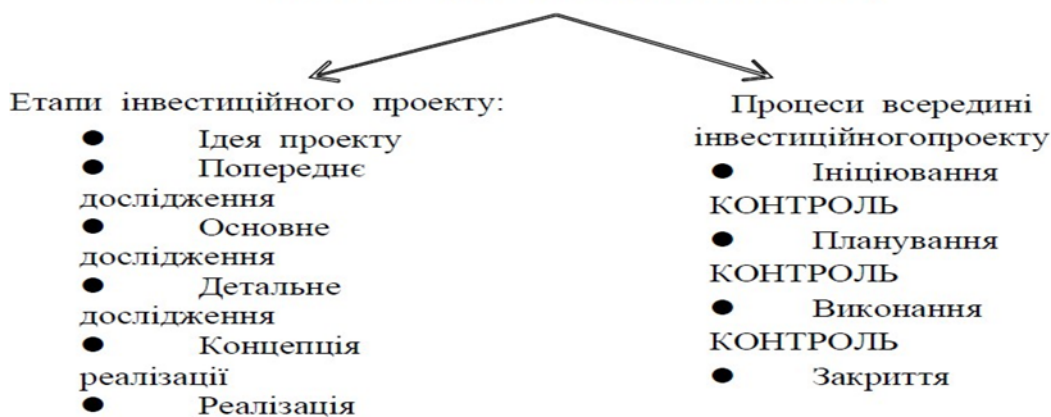 Етапи інвестиційного проекту:
● Ідея проекту
● Попереднє
дослідження
● Основне
дослідження
● Детальне
дослідження
● Концепція
реалізації
● Реалізація
Процеси всередині
інвестиційногопроекту
● Ініціювання
КОНТРОЛЬ
● Планування
КОНТРОЛЬ
● Виконання
КОНТРОЛЬ
● Закриття